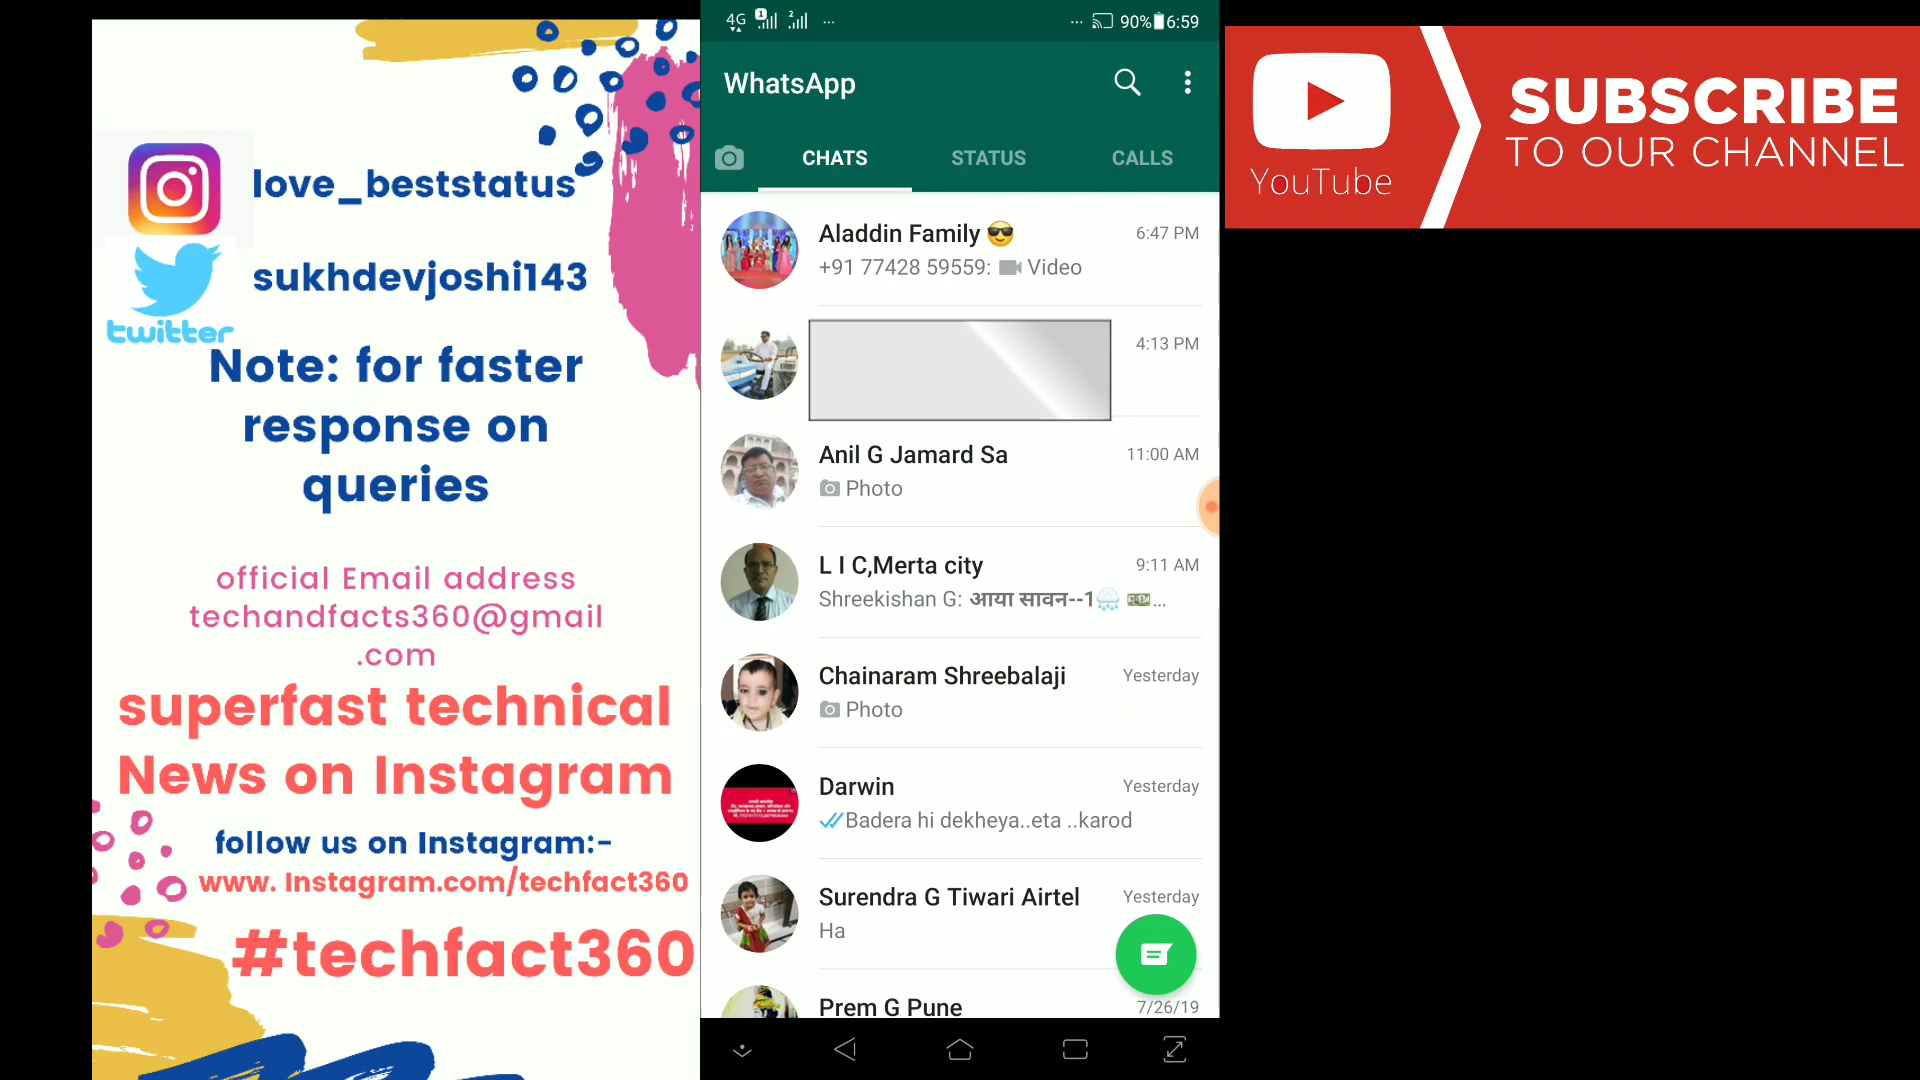 love_beststatus
twitter
sukhdevjoshi143
Note: for faster
response on
queries
official Email address
techandfacts360@gmail
.com
superfast technical
News on Instagram
follow us on Instagram:-
www. Instagram.com/techfact360
#techfact360
4G 1 2 ... ... 90% 6:59
WhatsApp
CHATS STATUS CALLS
Aladdin Family 😎 6:47 PM
+91 77428 59559: Video
4:13 PM
Anil G Jamard Sa 11:00 AM
Photo
L I C,Merta city 9:11 AM
Shreekishan G: आया सावन--1🌧 💵...
Chainaram Shreebalaji Yesterday
Photo
Darwin Yesterday
Badera hi dekheya..eta ..karod
Surendra G Tiwari Airtel Yesterday
Ha
Prem G Pune 7/26/19
YouTube
SUBSCRIBE
TO OUR CHANNEL